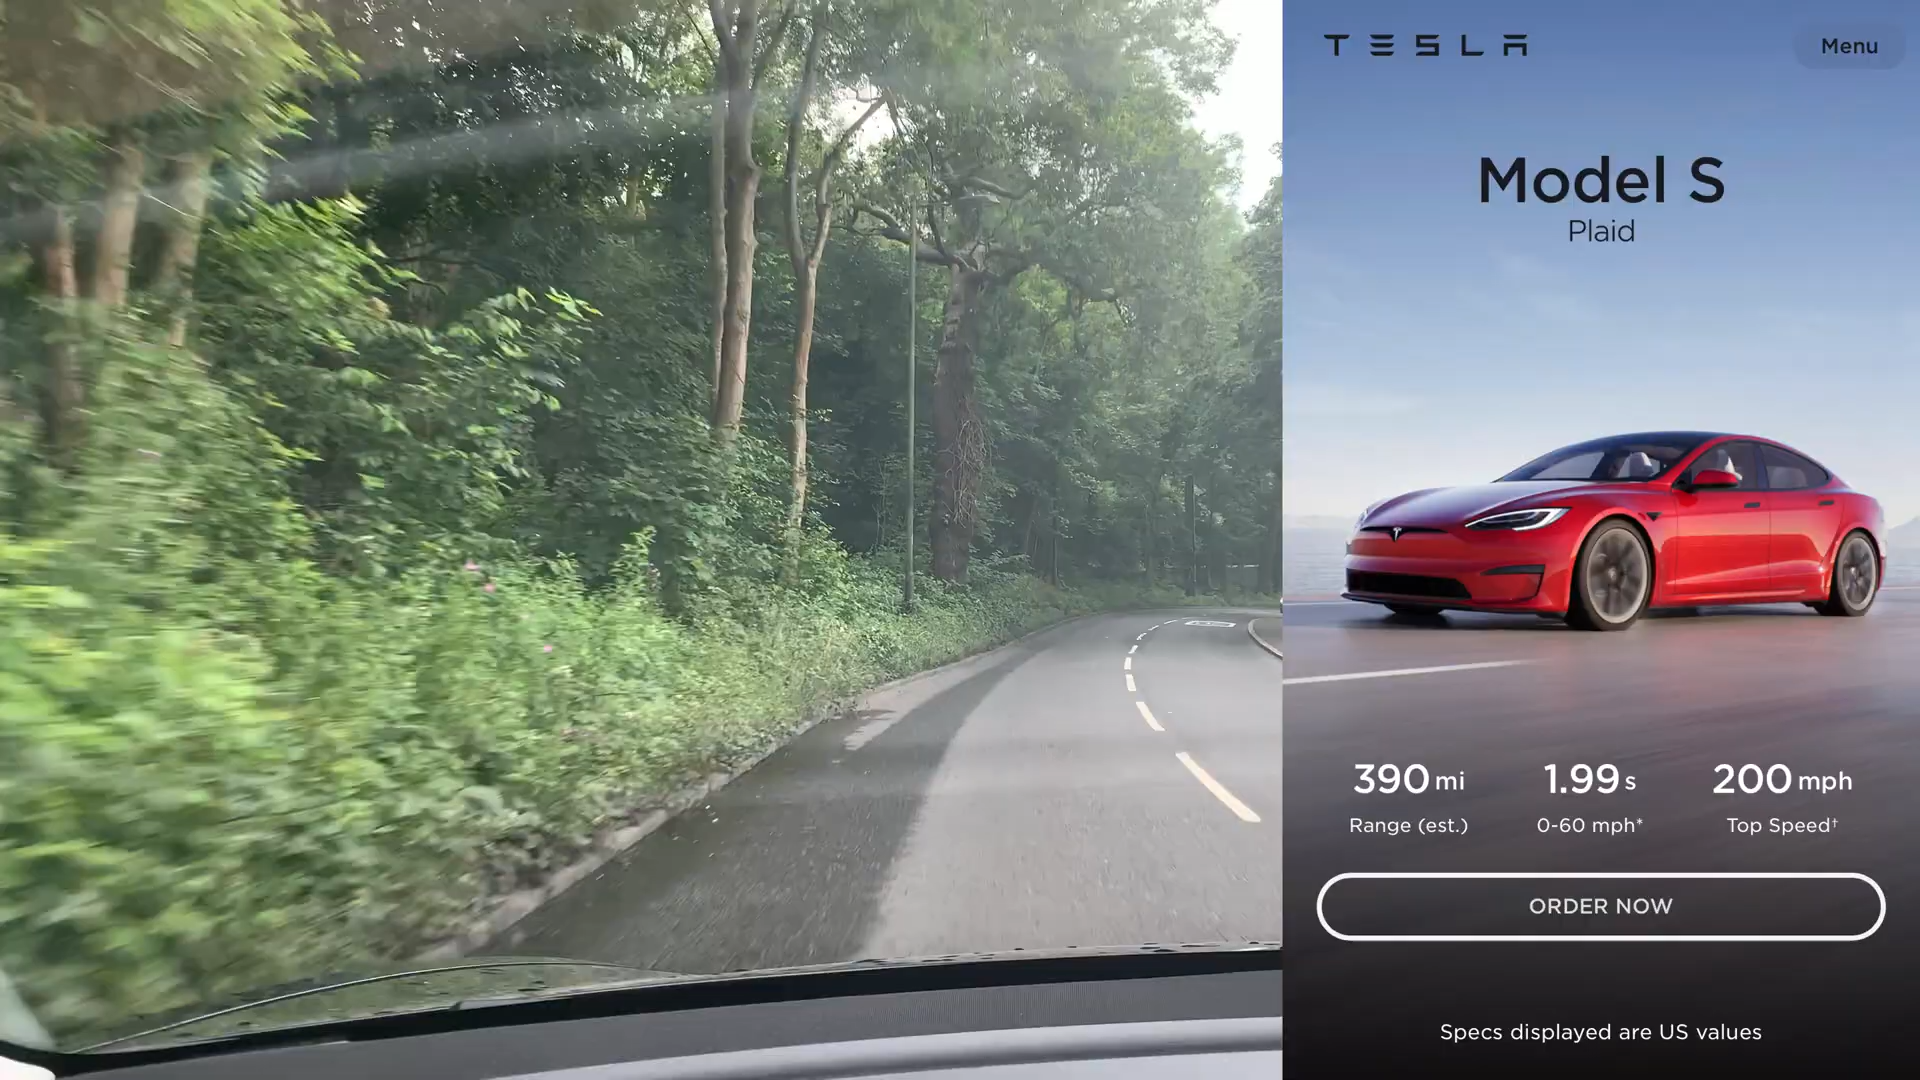 TESLA
Menu
Model S
Plaid
390 mi
1.99 s
200 mph
Range (est.)
0-60 mph*
Top Speed†
ORDER NOW
Specs displayed are US values